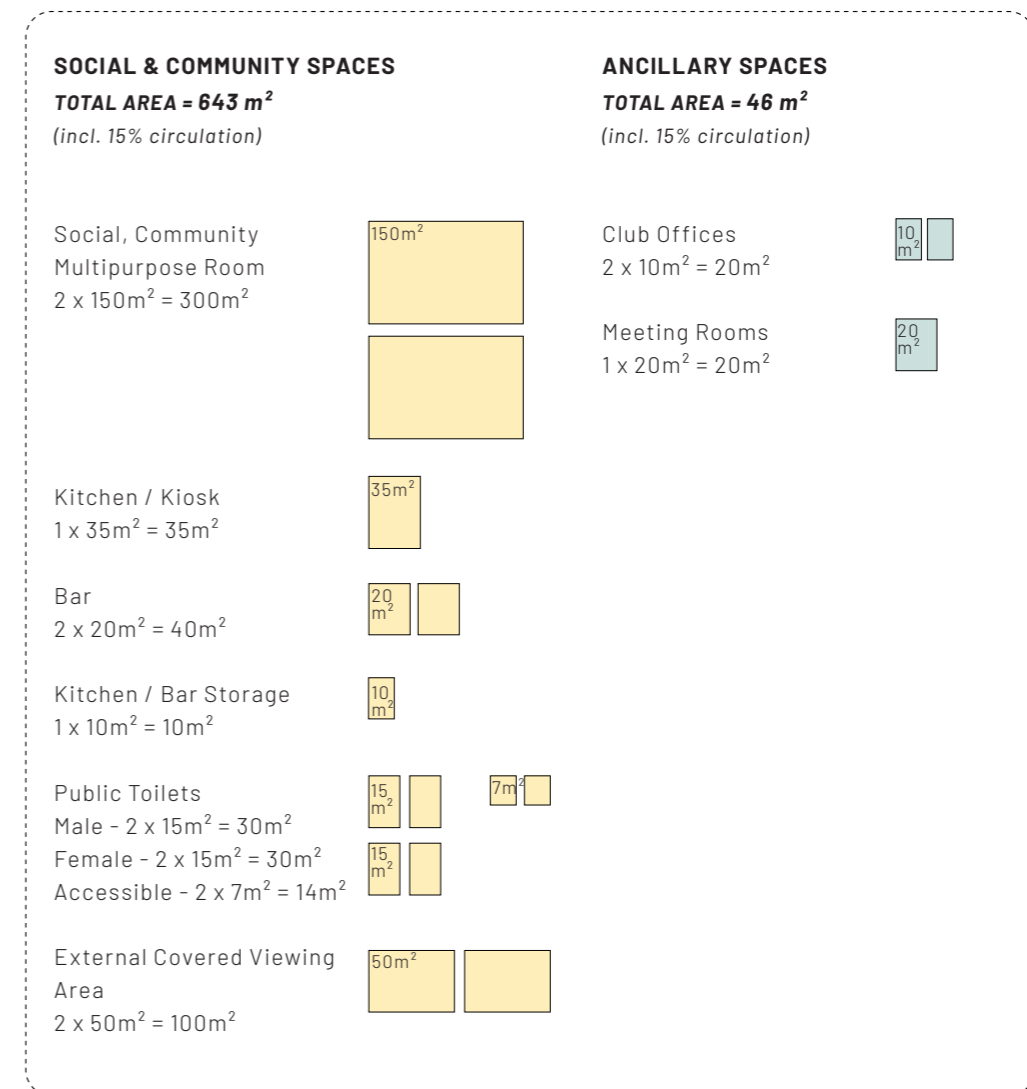 SOCIAL & COMMUNITY SPACES
TOTAL AREA = 643 m²
(incl. 15% circulation)
Social, Community
Multipurpose Room
2 x 150m² = 300m²
150m²
Kitchen / Kiosk
1 x 35m² = 35m²
35m²
Bar
2 x 20m² = 40m²
20
m²
Kitchen / Bar Storage
1 x 10m² = 10m²
10
m²
Public Toilets
Male - 2 x 15m² = 30m²
Female - 2 x 15m² = 30m²
Accessible - 2 x 7m² = 14m²
15
m²
7m²
15
m²
External Covered Viewing
Area
2 x 50m² = 100m²
50m²
ANCILLARY SPACES
TOTAL AREA = 46 m²
(incl. 15% circulation)
Club Offices
2 x 10m² = 20m²
10
m²
Meeting Rooms
1 x 20m² = 20m²
20
m²